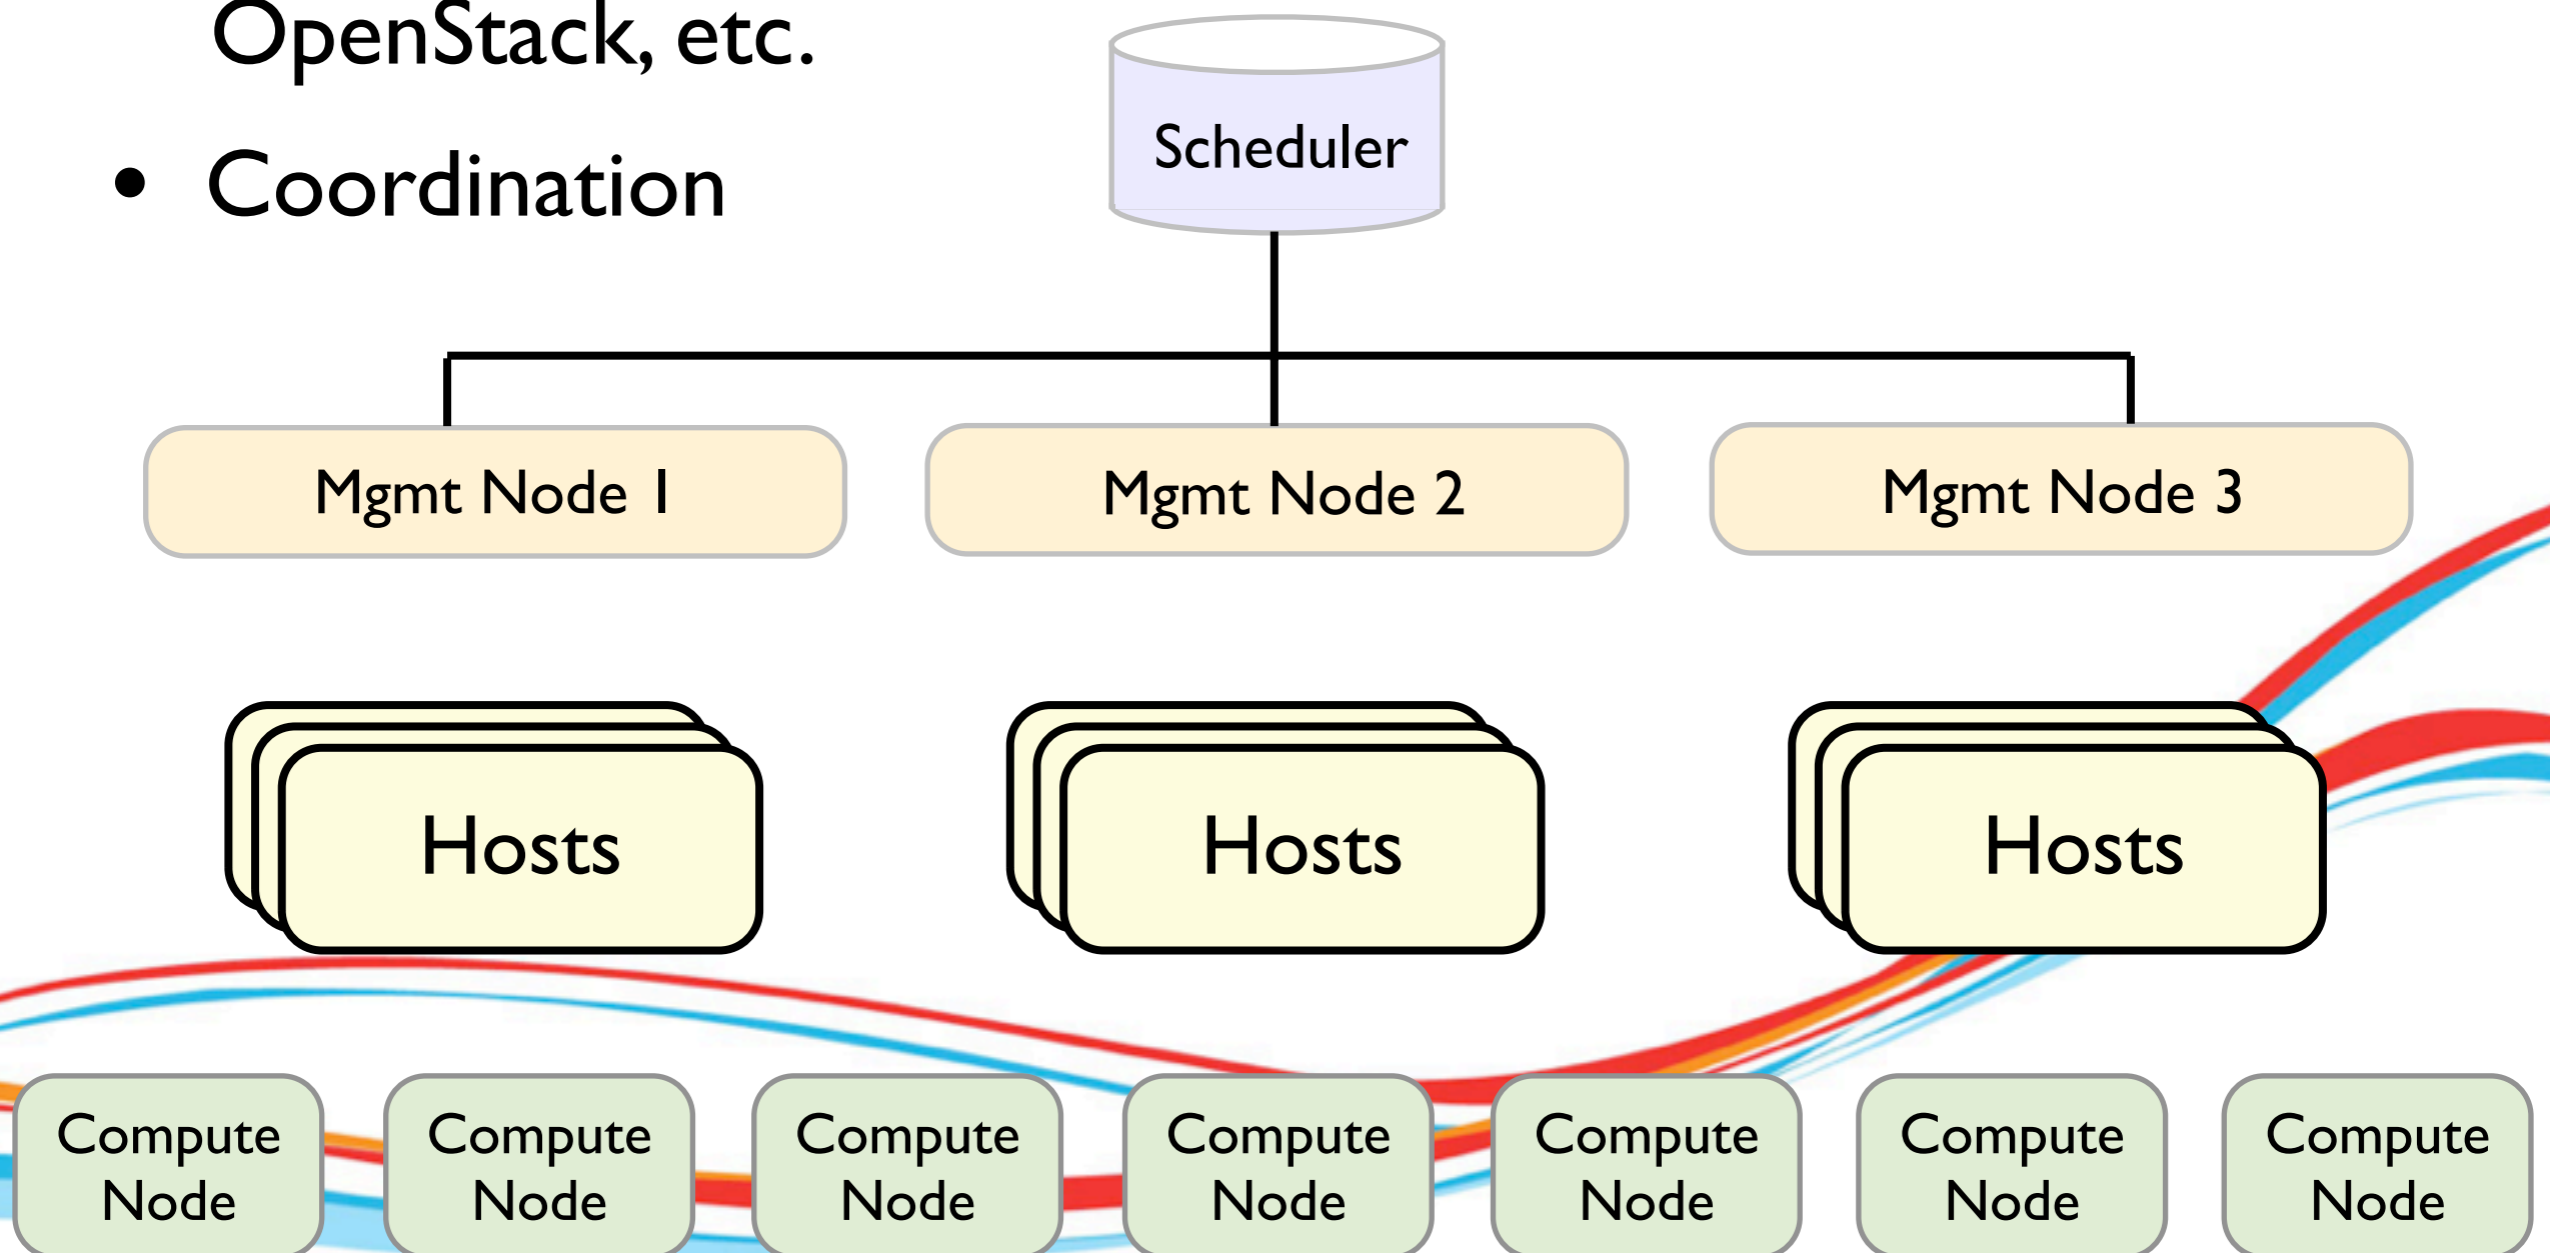 OpenStack, etc.
• Coordination
Scheduler
Mgmt Node 1
Mgmt Node 2
Mgmt Node 3
Hosts
Hosts
Hosts
Compute
Node
Compute
Node
Compute
Node
Compute
Node
Compute
Node
Compute
Node
Compute
Node